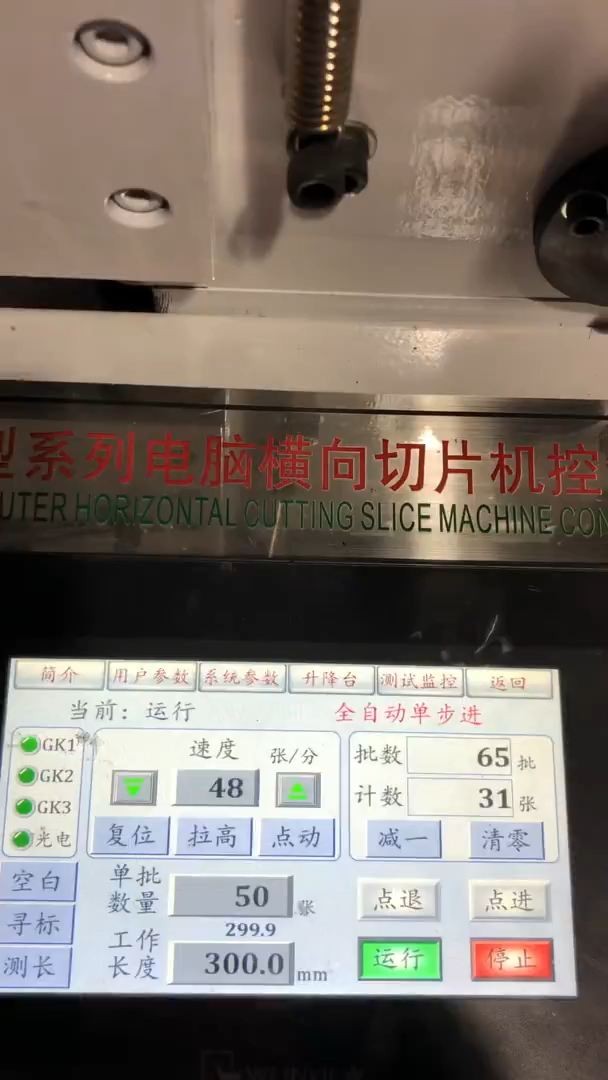 型系列电脑横向切片机控
UTER HORIZONTAL CUTTING SLICE MACHINE CON
简介 用户参数 系统参数 升降台 测试监控 返回
当前: 运行 全自动单步进
GK1
GK2
GK3
光电
速度 张/分
48
复位 拉高 点动
批数 65 批
计数 31 张
减一 清零
空白
寻标
测长
单批数量 50 张
299.9
工作长度 300.0 mm
点退 点进
运行 停止
WEINVIEW